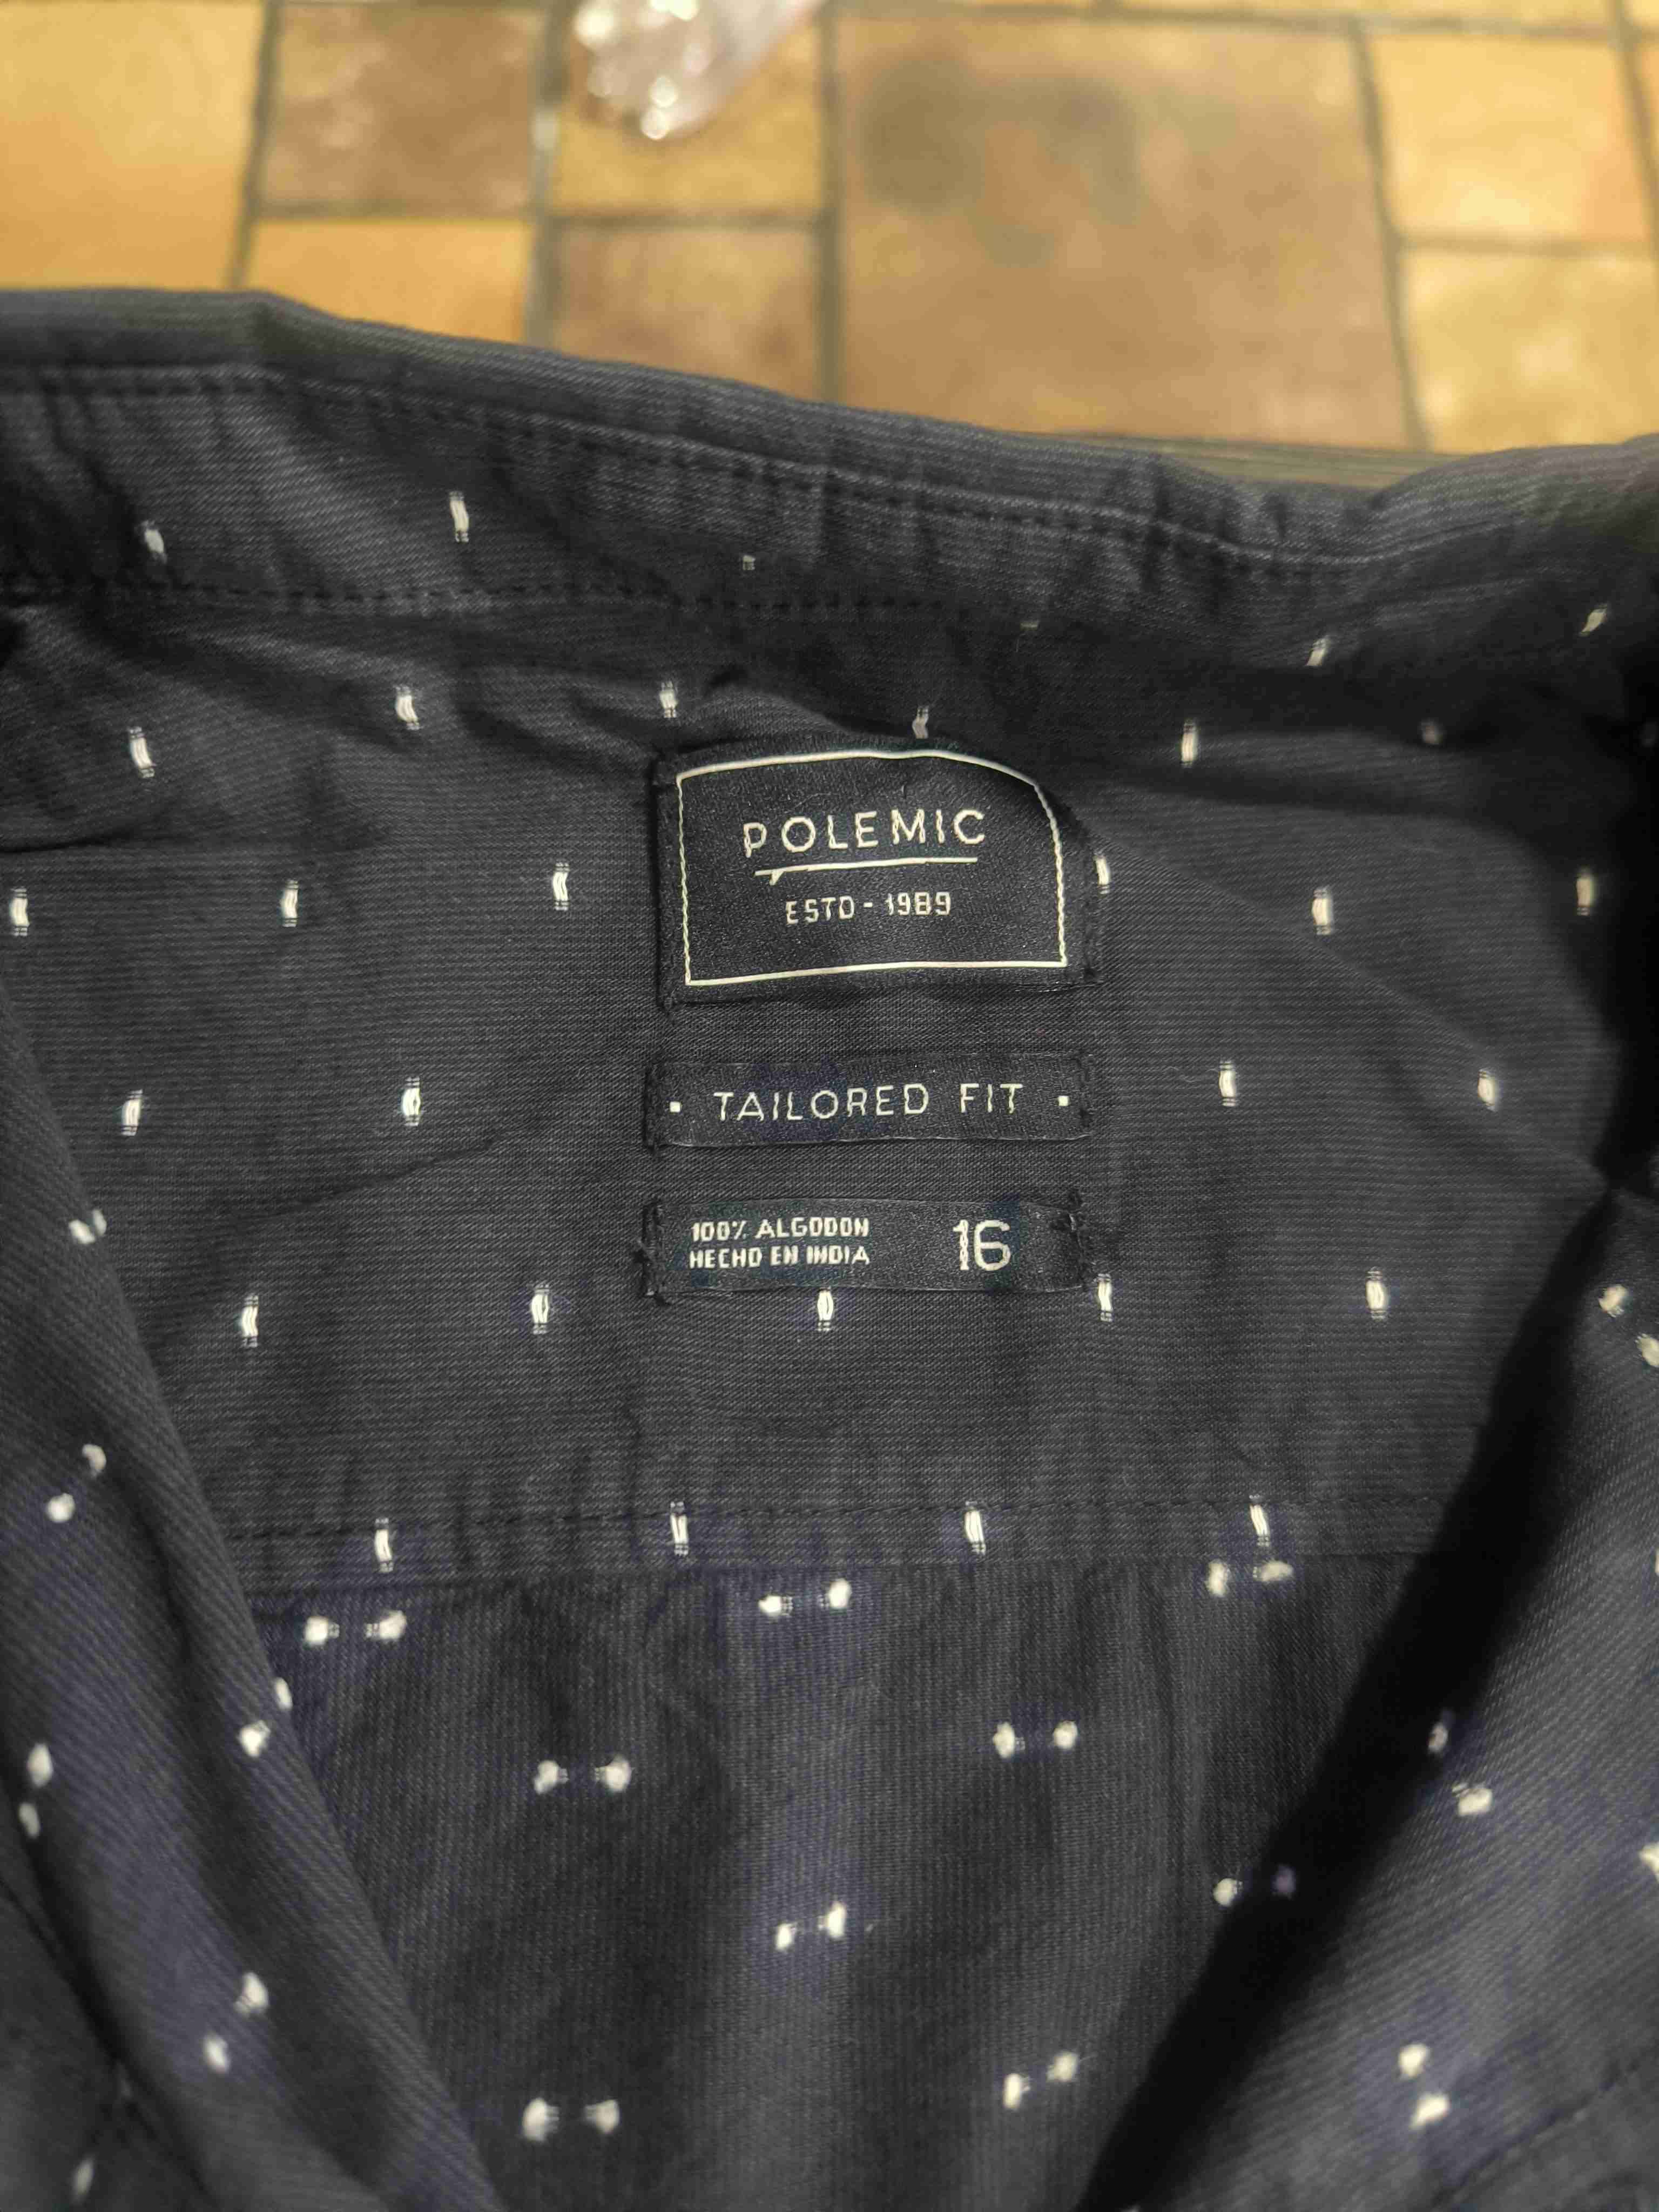 POLEMIC
ESTD - 1989
· TAILORED FIT ·
100% ALGODON
HECHO EN INDIA
16